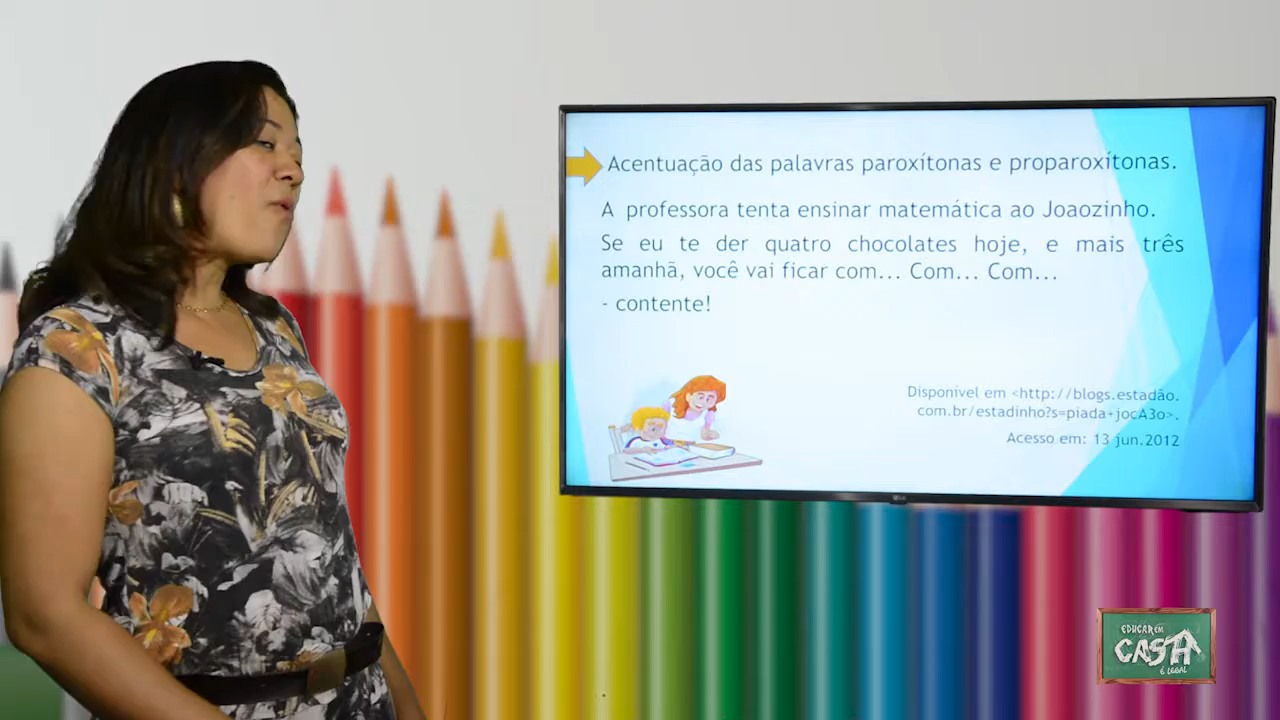 Acentuação das palavras paroxítonas e proparoxítonas.
A professora tenta ensinar matemática ao Joaozinho.
Se eu te der quatro chocolates hoje, e mais três
amanhã, você vai ficar com... Com... Com...
- contente!
Disponível em <http://blogs.estadão.
com.br/estadinho?s=piada+jocA3o>.
Acesso em: 13 jun.2012
LG
EDUCAR EM
CASA
É LEGAL